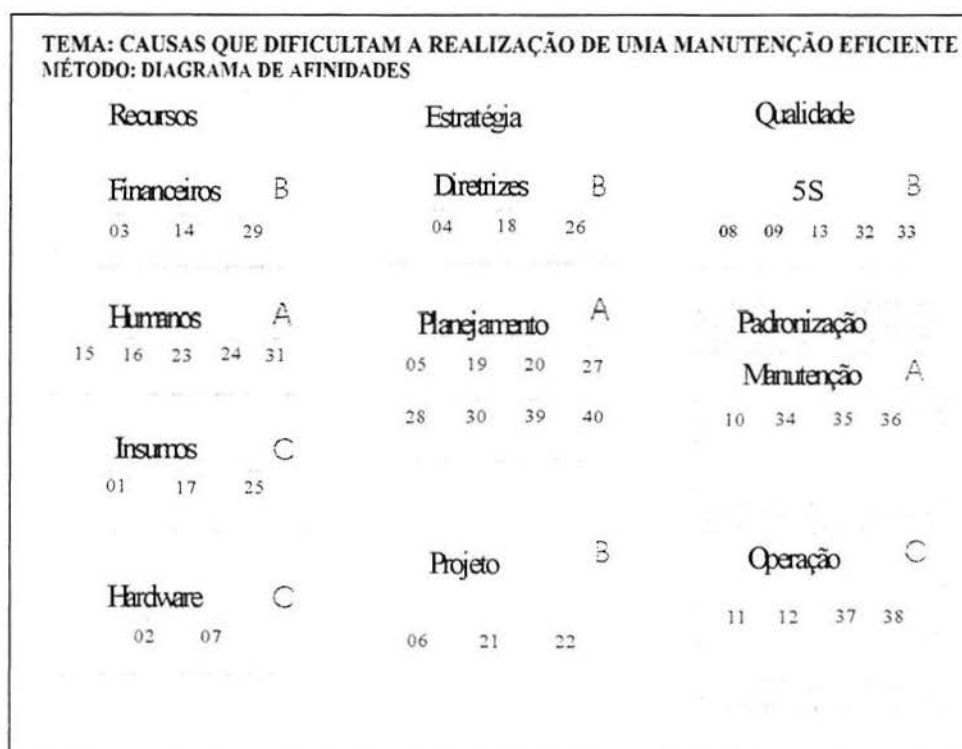 TEMA: CAUSAS QUE DIFICULTAM A REALIZAÇÃO DE UMA MANUTENÇÃO EFICIENTE
MÉTODO: DIAGRAMA DE AFINIDADES
Recursos
Financeiros B
03 14 29
Humanos A
15 16 23 24 31
Insumos C
01 17 25
Hardware C
02 07
Estratégia
Diretrizes B
04 18 26
Planejamento A
05 19 20 27
28 30 39 40
Projeto B
06 21 22
Qualidade
5S B
08 09 13 32 33
Padronização
Manutenção A
10 34 35 36
Operação C
11 12 37 38